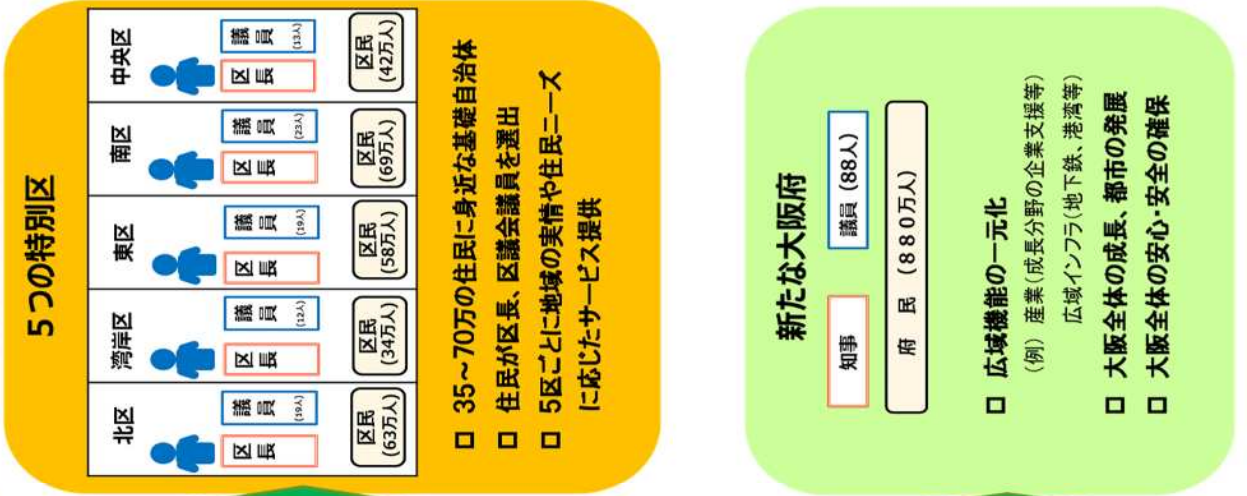 5つの特別区
北区
湾岸区
東区
南区
中央区
区長
議員
(19人)
区長
議員
(12人)
区長
議員
(19人)
区長
議員
(23人)
区長
議員
(13人)
区民
(63万人)
区民
(34万人)
区民
(58万人)
区民
(69万人)
区民
(42万人)
□ 35～70万の住民に身近な基礎自治体
□ 住民が区長、区議会議員を選出
□ 5区ごとに地域の実情や住民ニーズ
に応じたサービス提供
新たな大阪府
知事
議員(88人)
府 民 (880万人)
□ 広域機能の一元化
(例) 産業(成長分野の企業支援等)
広域インフラ(地下鉄、港湾等)
□ 大阪全体の成長、都市の発展
□ 大阪全体の安心・安全の確保